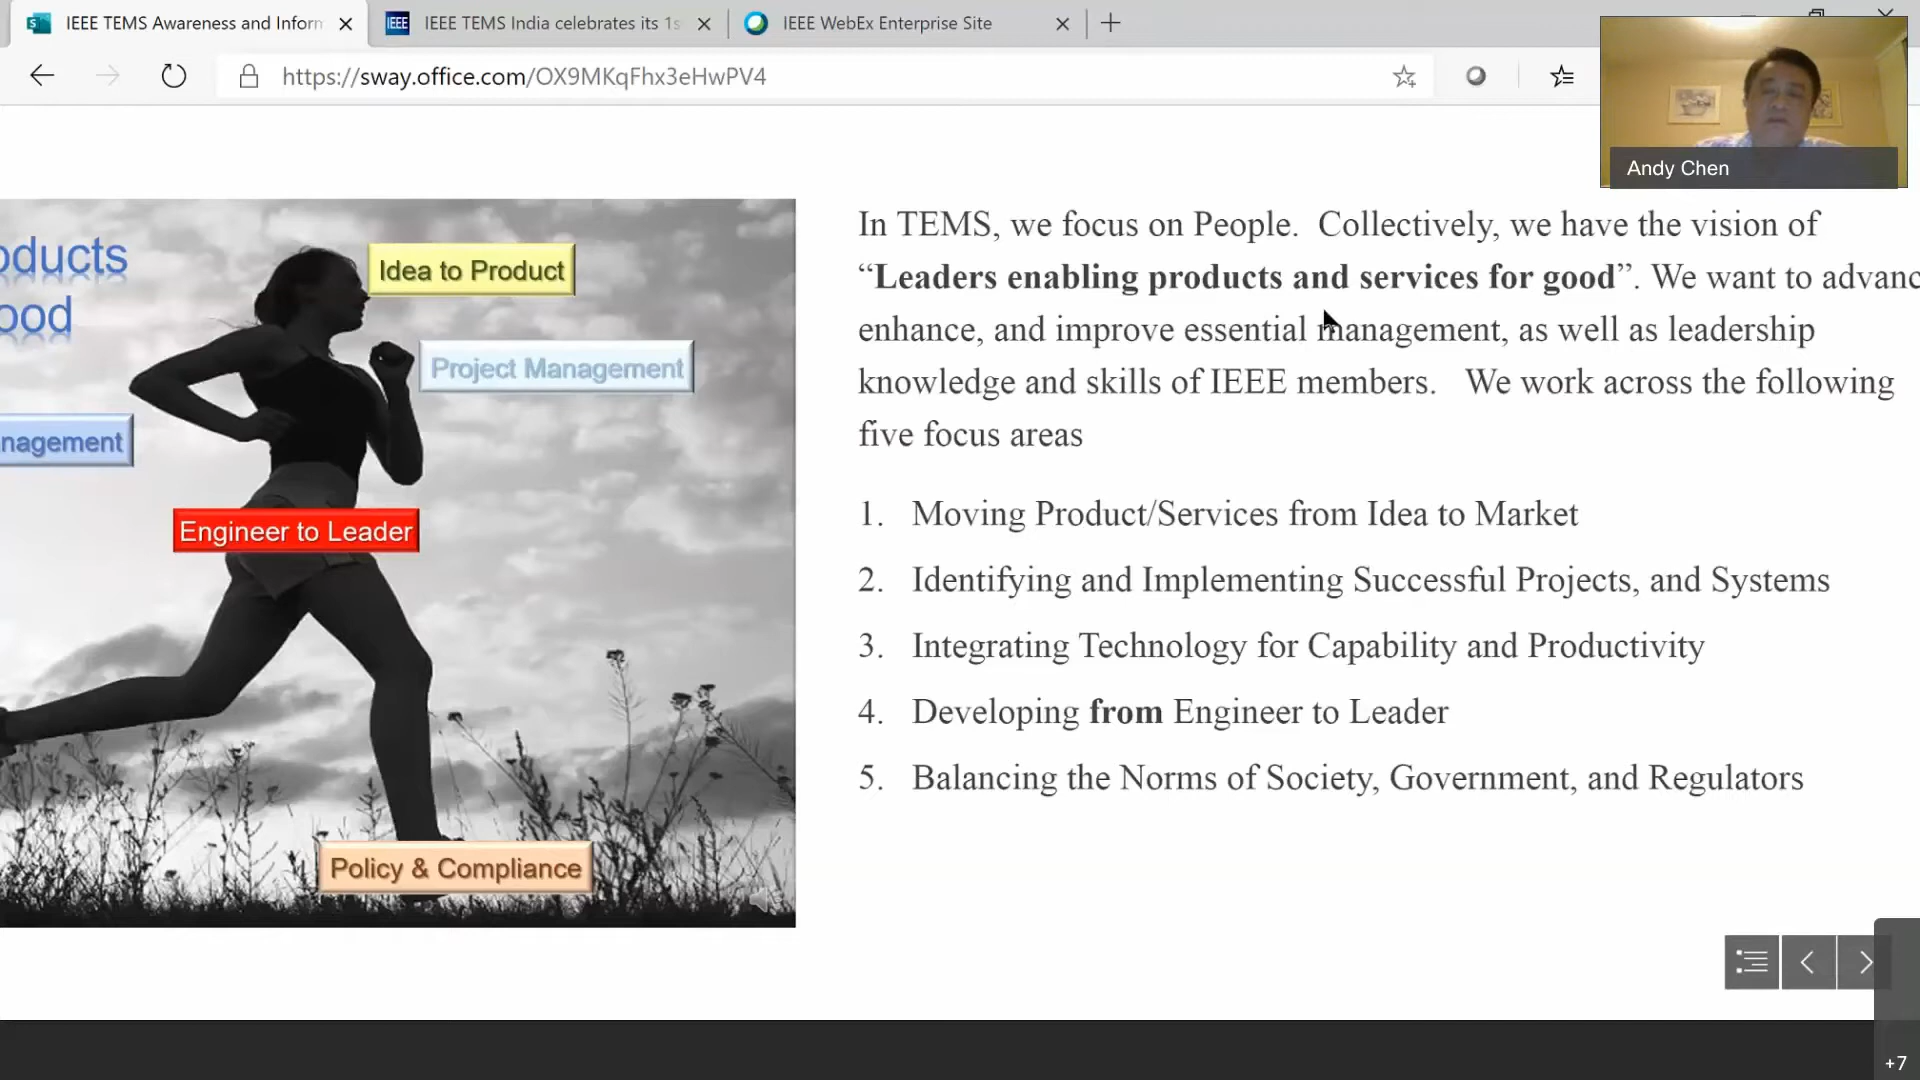 IEEE TEMS Awareness and Inforn
IEEE TEMS India celebrates its 1s
IEEE WebEx Enterprise Site
https://sway.office.com/OX9MKqFhx3eHwPV4
Andy Chen
oducts
ood
Idea to Product
Project Management
nagement
Engineer to Leader
Policy & Compliance
In TEMS, we focus on People. Collectively, we have the vision of
“Leaders enabling products and services for good”. We want to advanc
enhance, and improve essential management, as well as leadership
knowledge and skills of IEEE members. We work across the following
five focus areas
1. Moving Product/Services from Idea to Market
2. Identifying and Implementing Successful Projects, and Systems
3. Integrating Technology for Capability and Productivity
4. Developing from Engineer to Leader
5. Balancing the Norms of Society, Government, and Regulators
+7